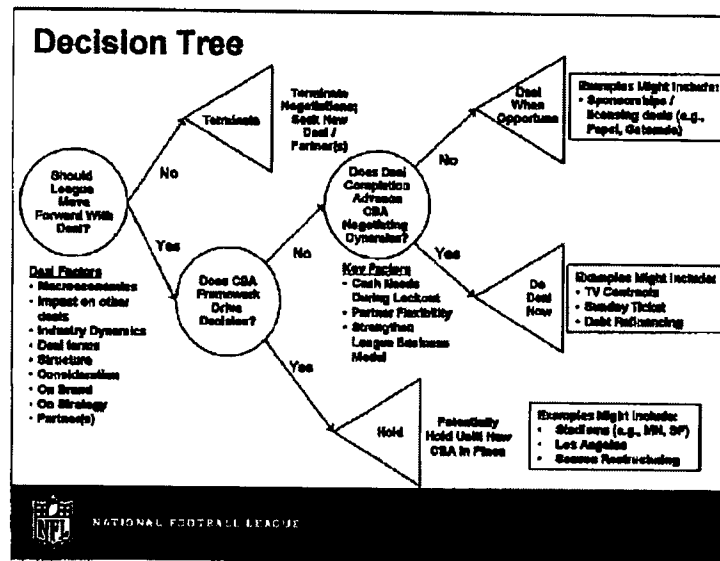 Decision Tree
Terminate
Terminate
Negotiations;
Seek New
Deal /
Partner(s)
Deal
When
Opportune
Examples Might Include:
• Sponsorships /
licensing deals (e.g.,
Pepsi, Gatorade)
Should
League
Move
Forward With
Deal?
No
Yes
Does Deal
Completion
Advance
CBA
Negotiating
Dynamics?
No
Yes
Deal Factors
• Macroeconomics
• Impact on other
deals
• Industry Dynamics
• Deal terms
• Structure
• Consideration
• On Brand
• On Strategy
• Partner(s)
Does CBA
Framework
Drive
Decision?
No
Yes
Key Factors
• Cash Needs
During Lockout
• Partner Flexibility
• Strengthen
League Business
Model
Do
Deal
Now
Examples Might Include:
• TV Contracts
• Sunday Ticket
• Debt Refinancing
Hold
Potentially
Hold Until New
CBA in Place
Examples Might Include:
• Stadiums (e.g., MN, SF)
• Los Angeles
• Season Restructuring
NFL
NATIONAL FOOTBALL LEAGUE